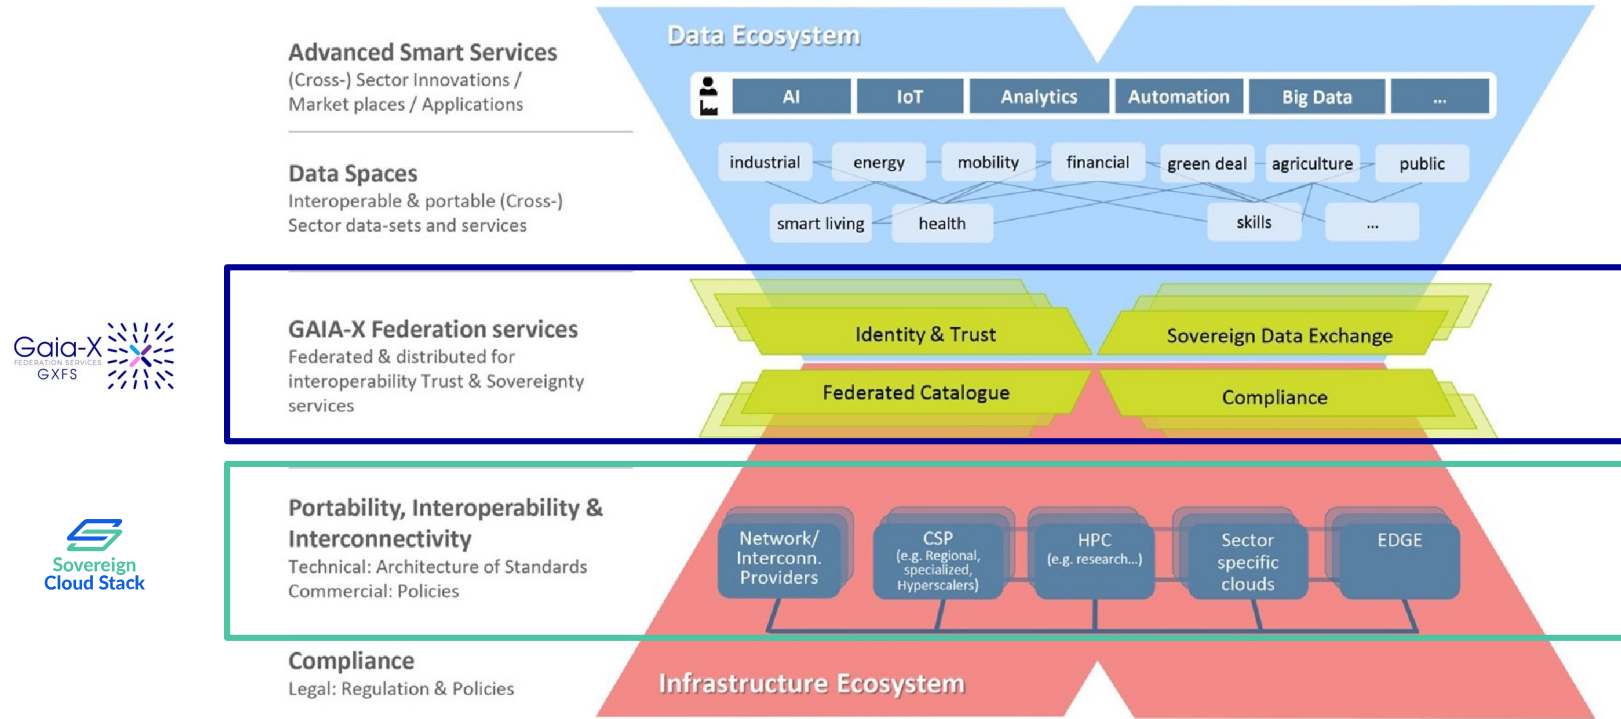 Data Ecosystem
Advanced Smart Services
(Cross-) Sector Innovations /
Market places / Applications
AI
IoT
Analytics
Automation
Big Data
...
Data Spaces
Interoperable & portable (Cross-)
Sector data-sets and services
industrial
energy
mobility
financial
green deal
agriculture
public
smart living
health
skills
...
Gaia-X
FEDERATION SERVICES
GXFS
GAIA-X Federation services
Federated & distributed for
interoperability Trust & Sovereignty
services
Identity & Trust
Sovereign Data Exchange
Federated Catalogue
Compliance
Sovereign
Cloud Stack
Portability, Interoperability &
Interconnectivity
Technical: Architecture of Standards
Commercial: Policies
Network/
Interconn.
Providers
CSP
(e.g. Regional,
specialized,
Hyperscalers)
HPC
(e.g. research...)
Sector
specific
clouds
EDGE
Compliance
Legal: Regulation & Policies
Infrastructure Ecosystem